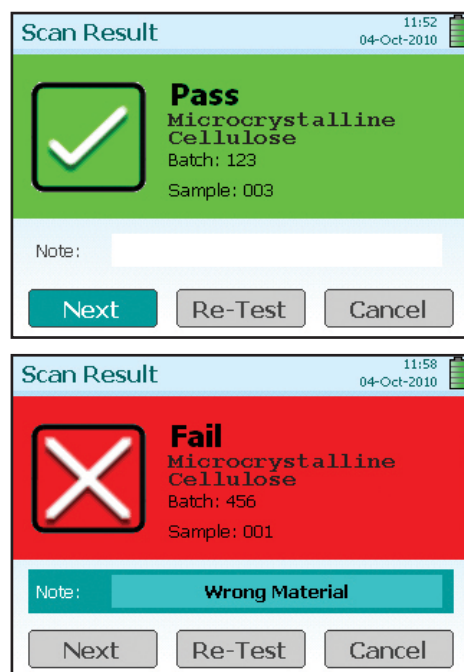 Scan Result
11:52
04-Oct-2010
Pass
Microcrystalline
Cellulose
Batch: 123
Sample: 003
Note:
Next Re-Test Cancel
Scan Result
11:58
04-Oct-2010
Fail
Microcrystalline
Cellulose
Batch: 456
Sample: 001
Note: Wrong Material
Next Re-Test Cancel